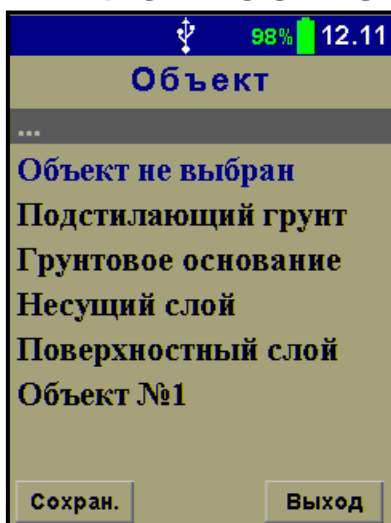 98% 12.11
Объект
...
Объект не выбран
Подстилающий грунт
Грунтовое основание
Несущий слой
Поверхностный слой
Объект №1
Сохран. Выход